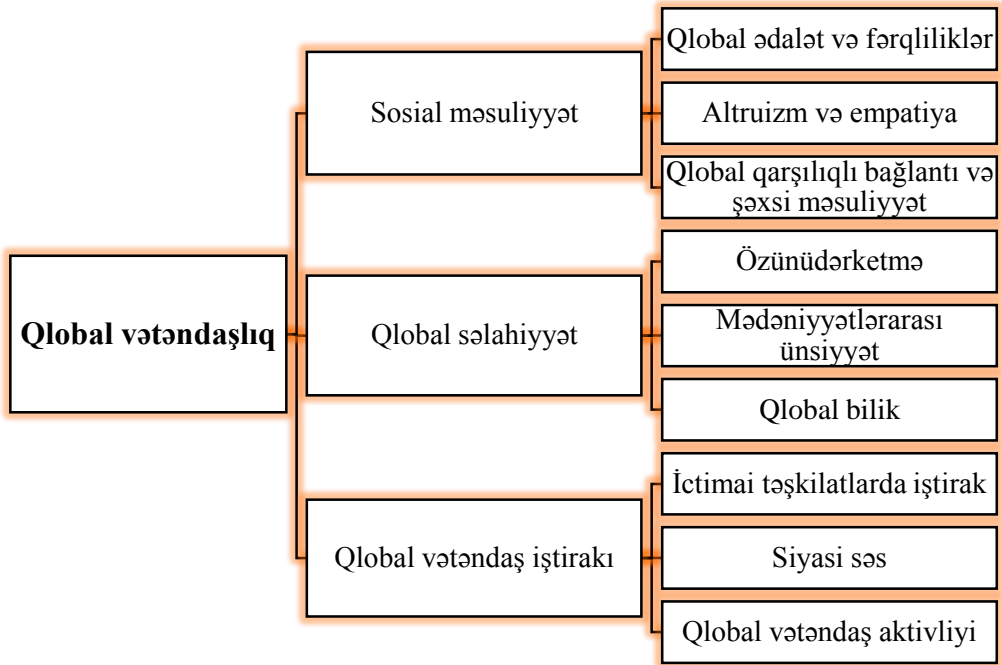 Qlobal vətəndaşlıq
Sosial məsuliyyət
Qlobal ədalət və fərqliliklər
Altruizm və empatiya
Qlobal qarşılıqlı bağlantı və
şəxsi məsuliyyət
Qlobal səlahiyyət
Özünüdərketmə
Mədəniyyətlərarası
ünsiyyət
Qlobal bilik
Qlobal vətəndaş iştirakı
İctimai təşkilatlarda iştirak
Siyasi səs
Qlobal vətəndaş aktivliyi